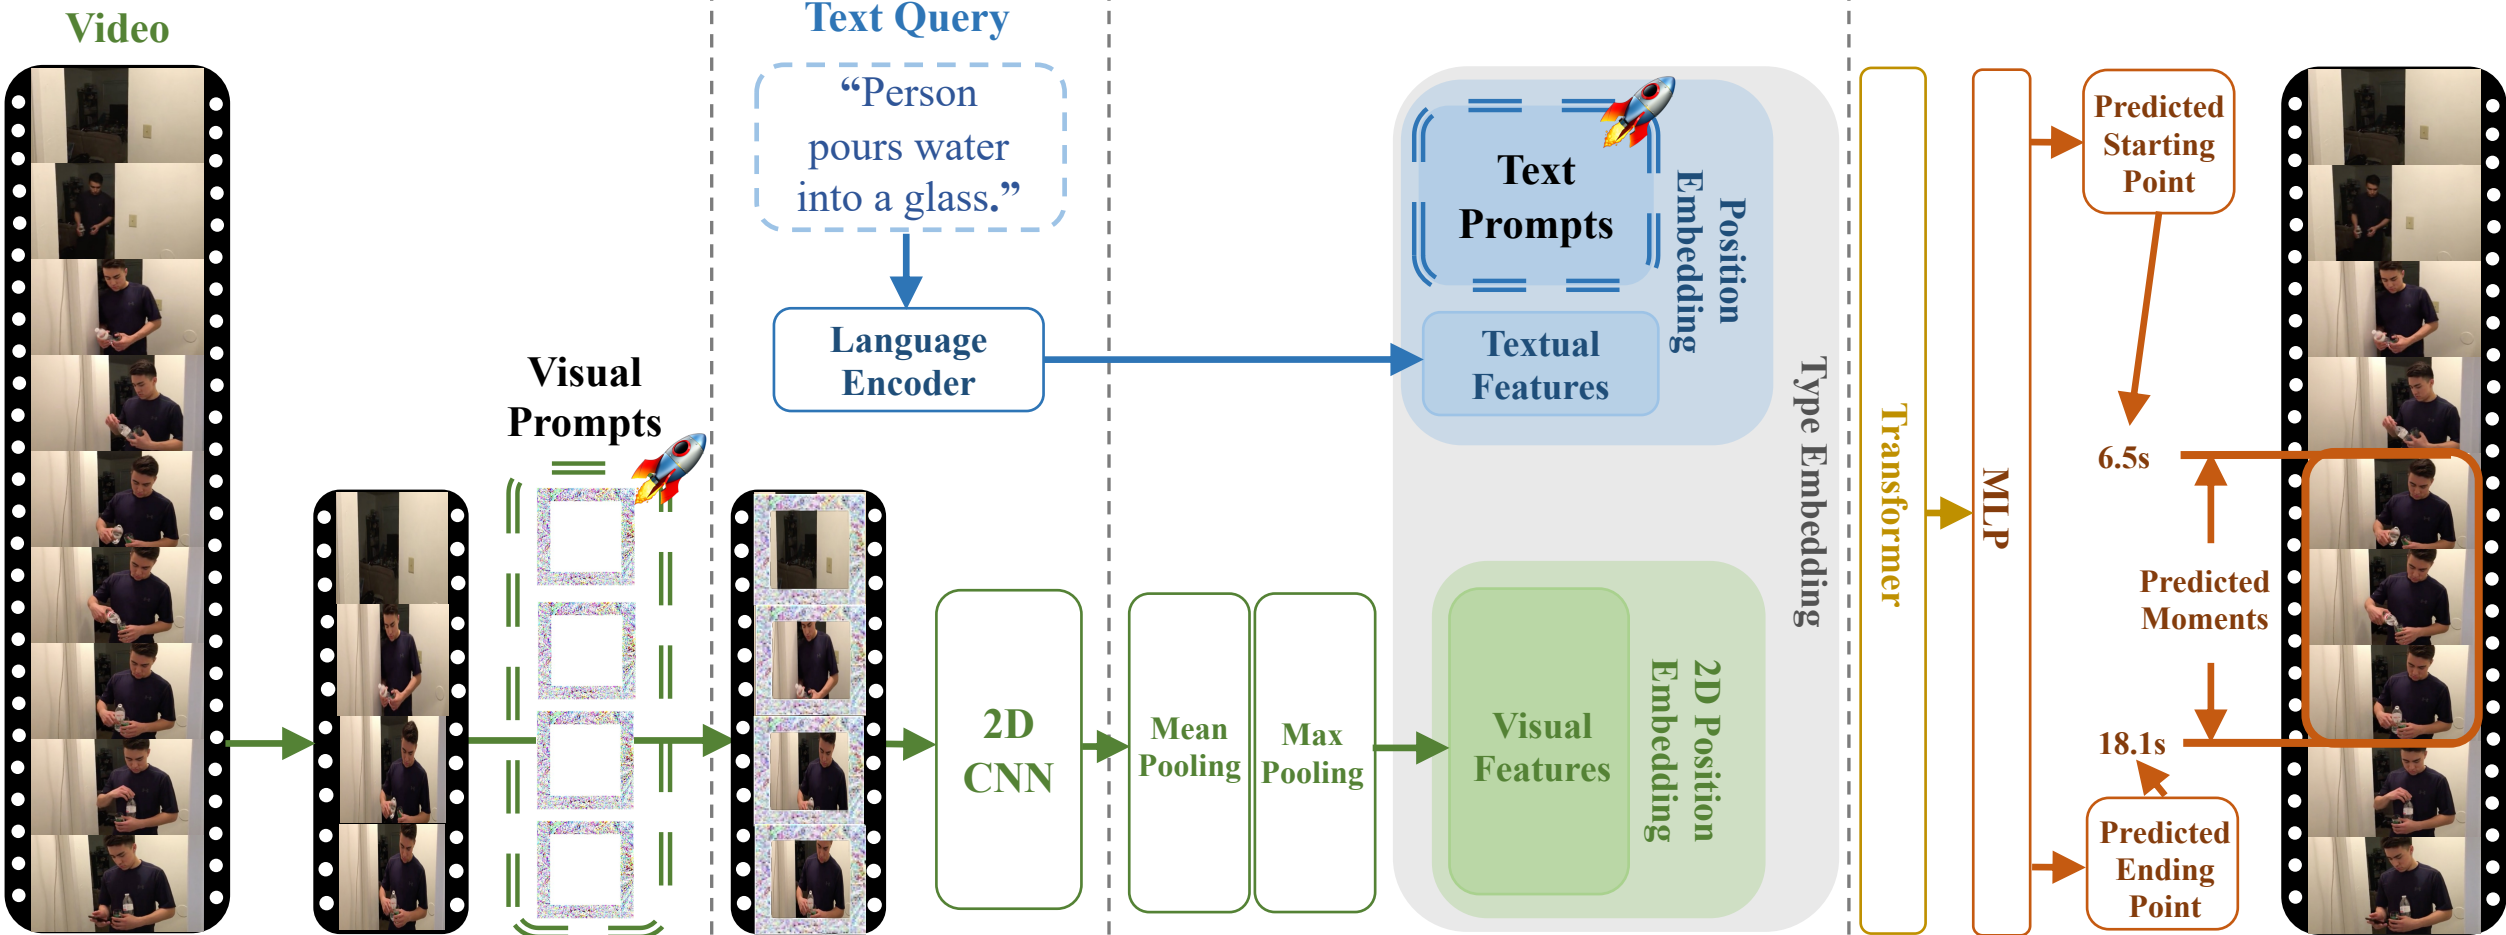 Video
Visual
Prompts
Text Query
“Person
pours water
into a glass.”
Language
Encoder
2D
CNN
Mean
Pooling
Max
Pooling
Text
Prompts
Position
Embedding
Textual
Features
Visual
Features
2D Position
Embedding
Type Embedding
Transformer
MLP
Predicted
Starting
Point
6.5s
Predicted
Moments
18.1s
Predicted
Ending
Point